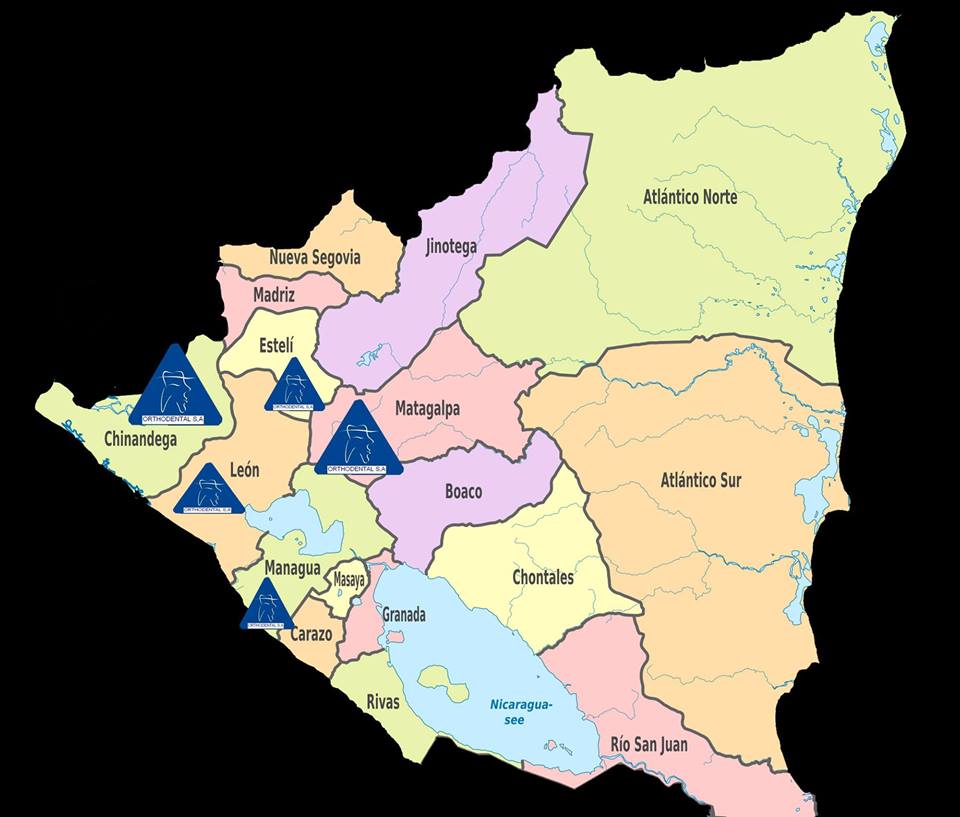 Atlántico Norte
Jinotega
Nueva Segovia
Madriz
Estelí
ORTHODENTAL S,A
Matagalpa
ORTHODENTAL S,A
Chinandega
ORTHODENTAL S,A
León
ORTHODENTAL S,A
Boaco
Atlántico Sur
Managua
Masaya
Chontales
Granada
ORTHODENTAL S,A
Carazo
Rivas
Nicaragua-
see
Río San Juan